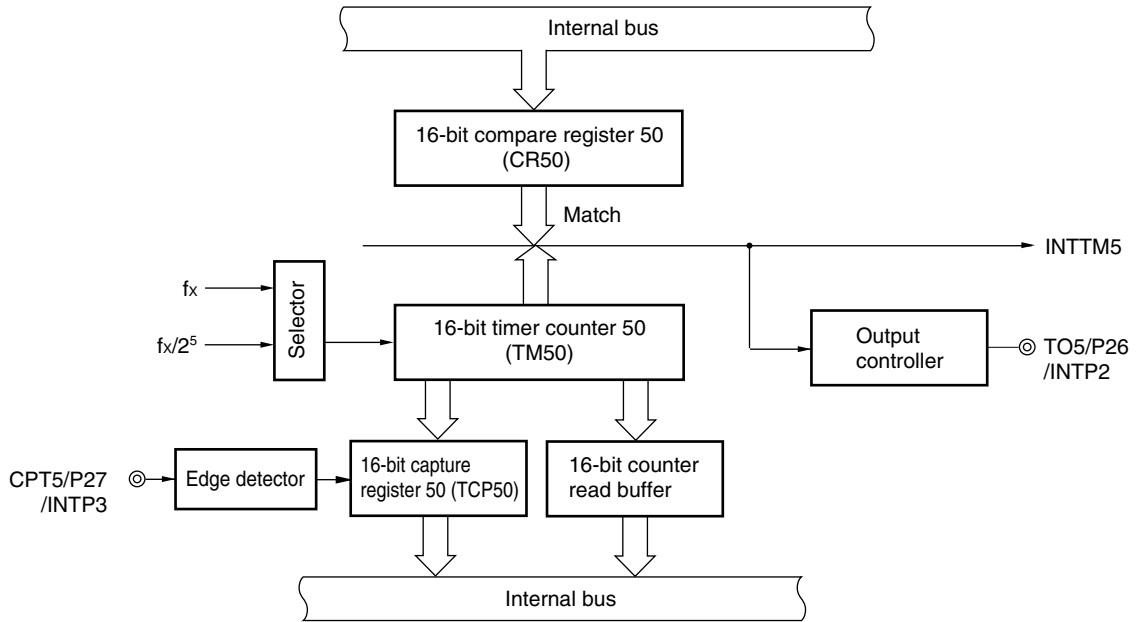 Internal bus
16-bit compare register 50
(CR50)
Match
INTTM5
fx
fx/2⁵
Selector
16-bit timer counter 50
(TM50)
Output
controller
TO5/P26
/INTP2
CPT5/P27
/INTP3
Edge detector
16-bit capture
register 50 (TCP50)
16-bit counter
read buffer
Internal bus